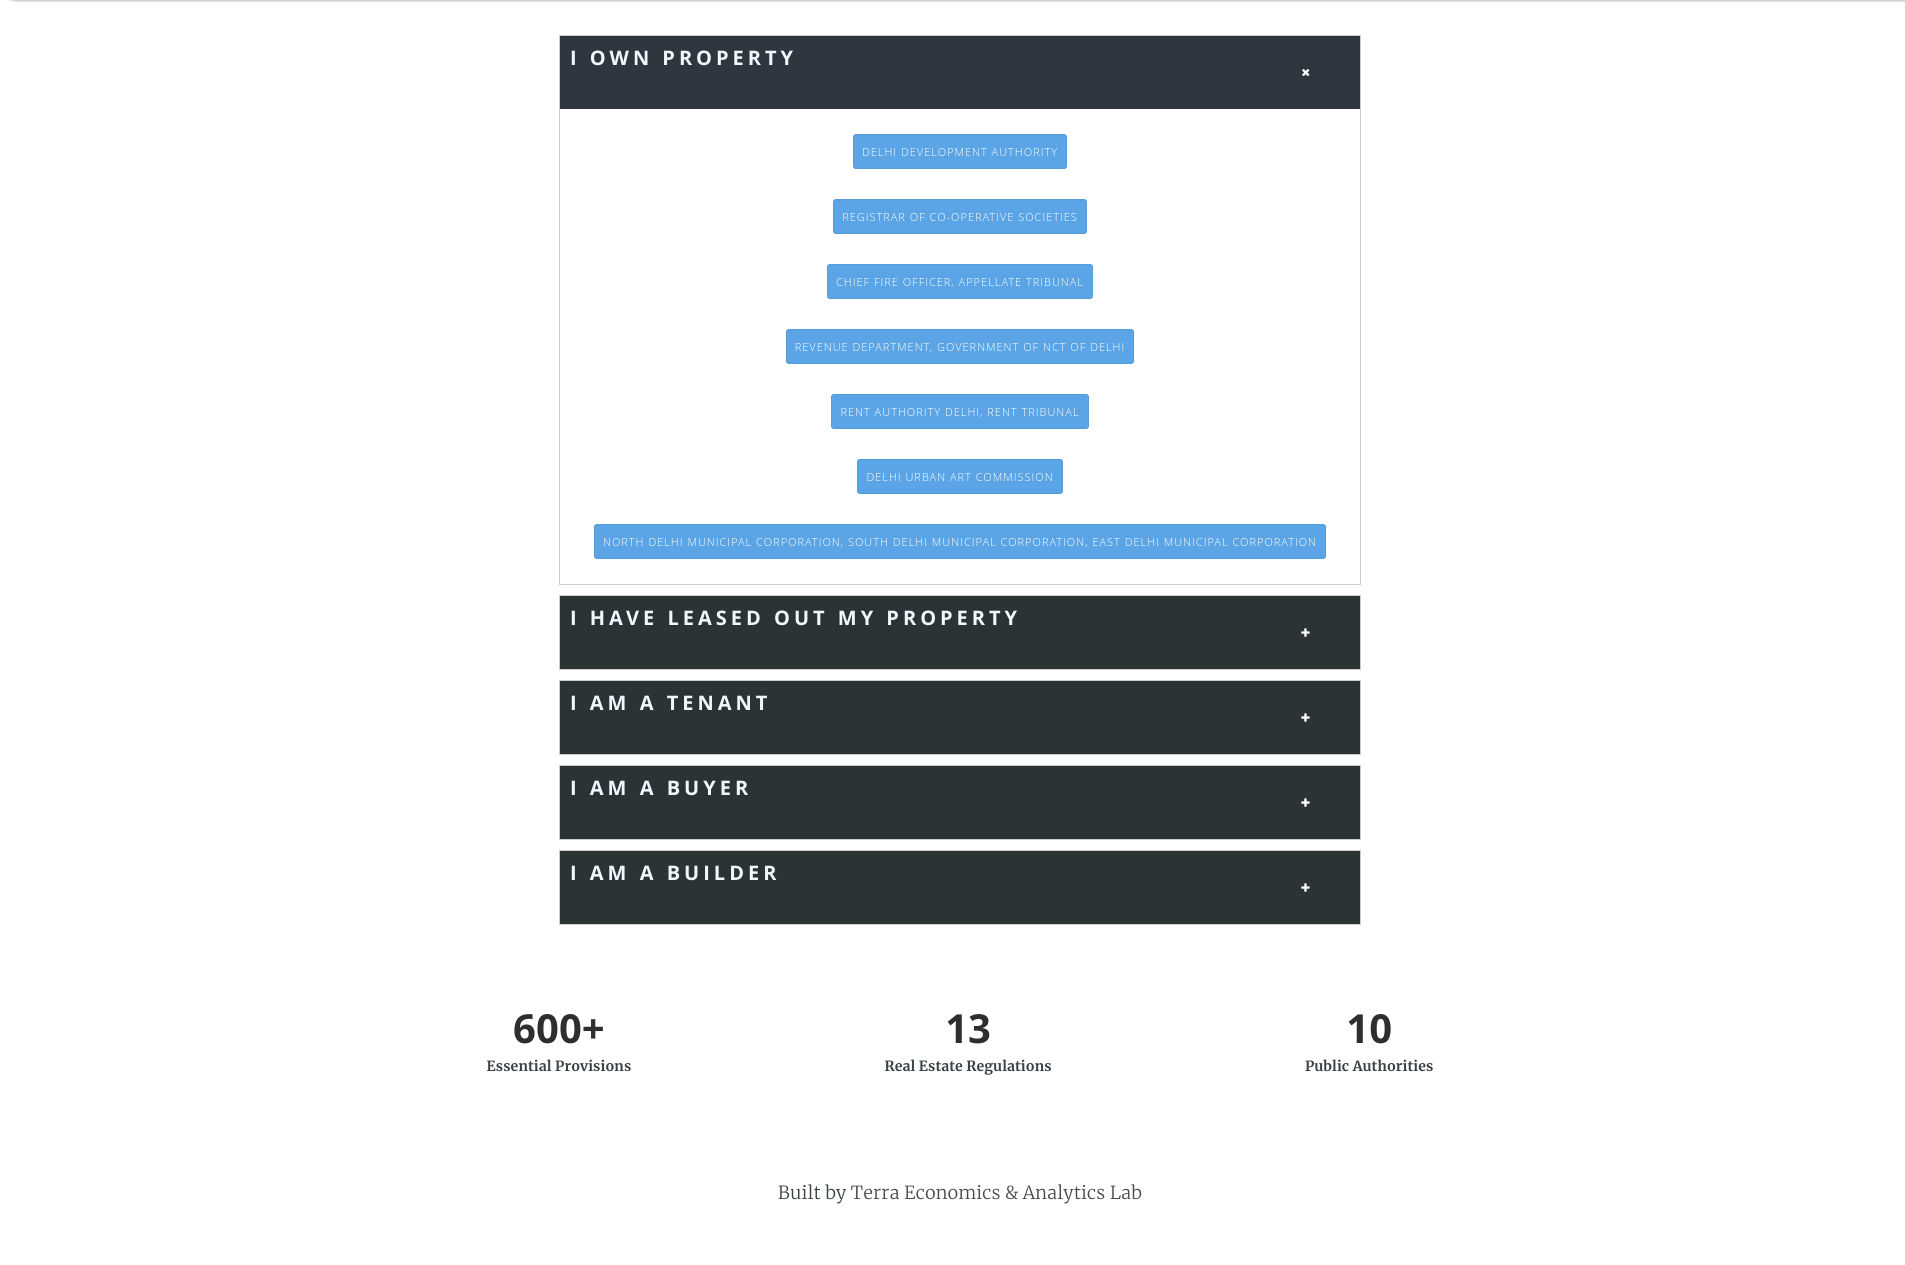 I OWN PROPERTY
DELHI DEVELOPMENT AUTHORITY
REGISTRAR OF CO-OPERATIVE SOCIETIES
CHIEF FIRE OFFICER, APPELLATE TRIBUNAL
REVENUE DEPARTMENT, GOVERNMENT OF NCT OF DELHI
RENT AUTHORITY DELHI, RENT TRIBUNAL
DELHI URBAN ART COMMISSION
NORTH DELHI MUNICIPAL CORPORATION, SOUTH DELHI MUNICIPAL CORPORATION, EAST DELHI MUNICIPAL CORPORATION
I HAVE LEASED OUT MY PROPERTY
I AM A TENANT
I AM A BUYER
I AM A BUILDER
600+
Essential Provisions
13
Real Estate Regulations
10
Public Authorities
Built by Terra Economics & Analytics Lab